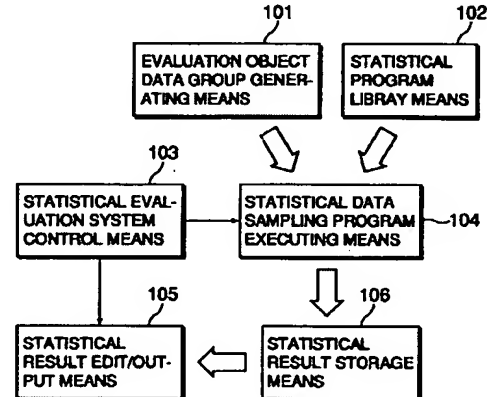 101
102
EVALUATION OBJECT
DATA GROUP GENER-
ATING MEANS
STATISTICAL
PROGRAM
LIBRAY MEANS
103
STATISTICAL EVAL-
UATION SYSTEM
CONTROL MEANS
STATISTICAL DATA
SAMPLING PROGRAM
EXECUTING MEANS
104
105
106
STATISTICAL
RESULT EDIT/OUT-
PUT MEANS
STATISTICAL
RESULT STORAGE
MEANS